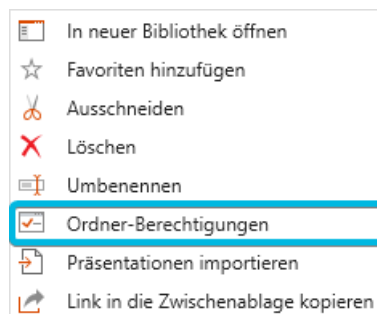 In neuer Bibliothek öffnen
Favoriten hinzufügen
Ausschneiden
Löschen
Umbenennen
Ordner-Berechtigungen
Präsentationen importieren
Link in die Zwischenablage kopieren